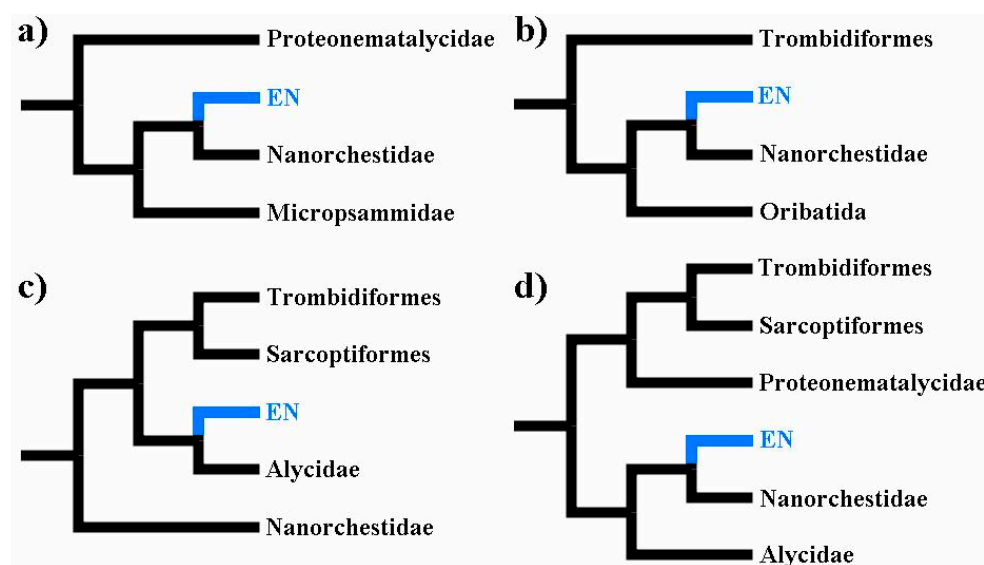 a)
Proteonematalycidae
EN
Nanorchestidae
Micropsammidae
b)
Trombidiformes
EN
Nanorchestidae
Oribatida
c)
Trombidiformes
Sarcoptiformes
EN
Alycidae
Nanorchestidae
d)
Trombidiformes
Sarcoptiformes
Proteonematalycidae
EN
Nanorchestidae
Alycidae